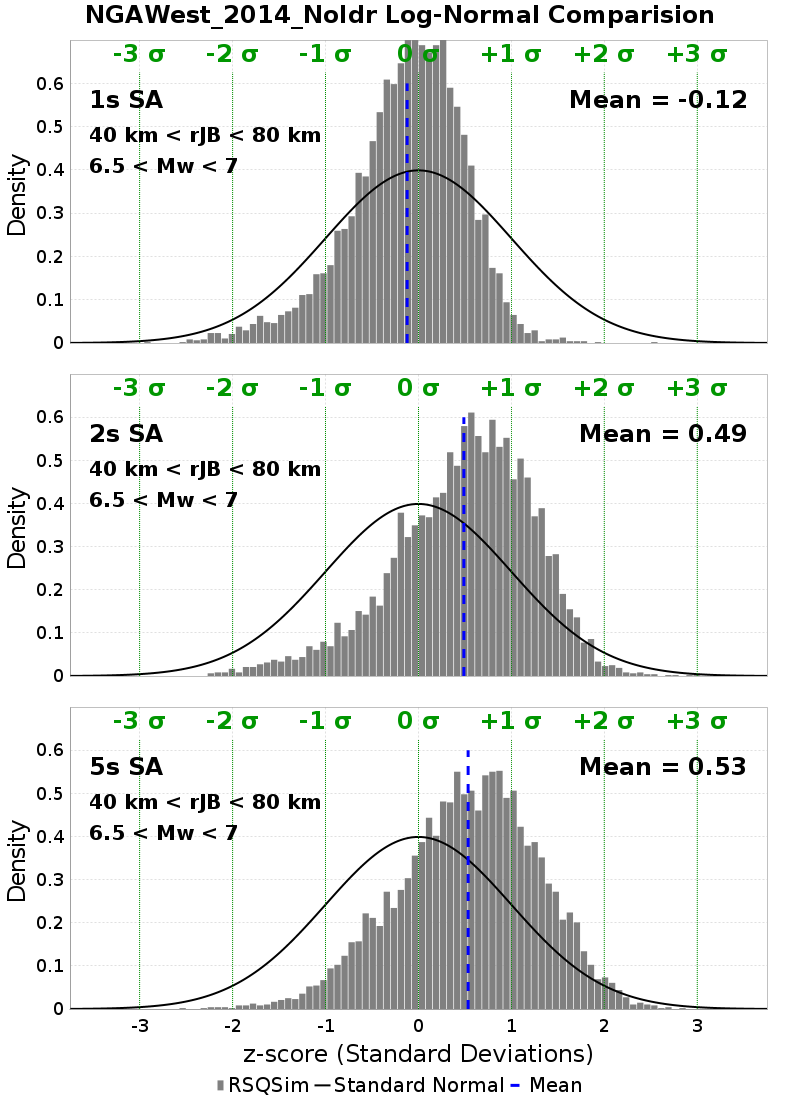 NGAWest_2014_NoIdr Log-Normal Comparision
-3 σ -2 σ -1 σ 0 σ +1 σ +2 σ +3 σ
0.6
1s SA Mean = -0.12
0.5
40 km < rJB < 80 km
6.5 < Mw < 7
0.4
0.3
0.2
0.1
0
Density
-3 σ -2 σ -1 σ 0 σ +1 σ +2 σ +3 σ
0.6
2s SA Mean = 0.49
0.5
40 km < rJB < 80 km
6.5 < Mw < 7
0.4
0.3
0.2
0.1
0
Density
-3 σ -2 σ -1 σ 0 σ +1 σ +2 σ +3 σ
0.6
5s SA Mean = 0.53
0.5
40 km < rJB < 80 km
6.5 < Mw < 7
0.4
0.3
0.2
0.1
0
Density
-3 -2 -1 0 1 2 3
z-score (Standard Deviations)
RSQSim Standard Normal Mean